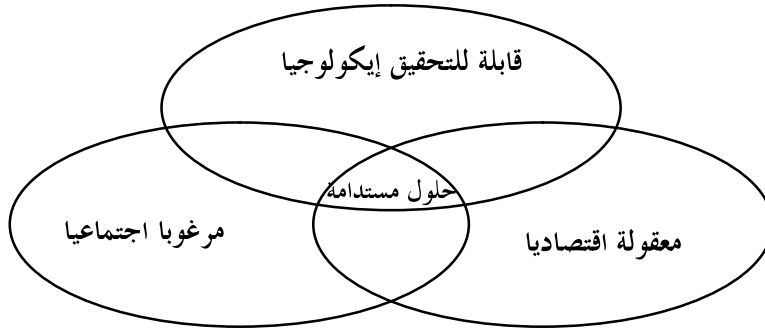 قابلة للتحقيق إيكولوجيا
حلول مستدامة
معقولة اقتصاديا
مرغوبا اجتماعيا